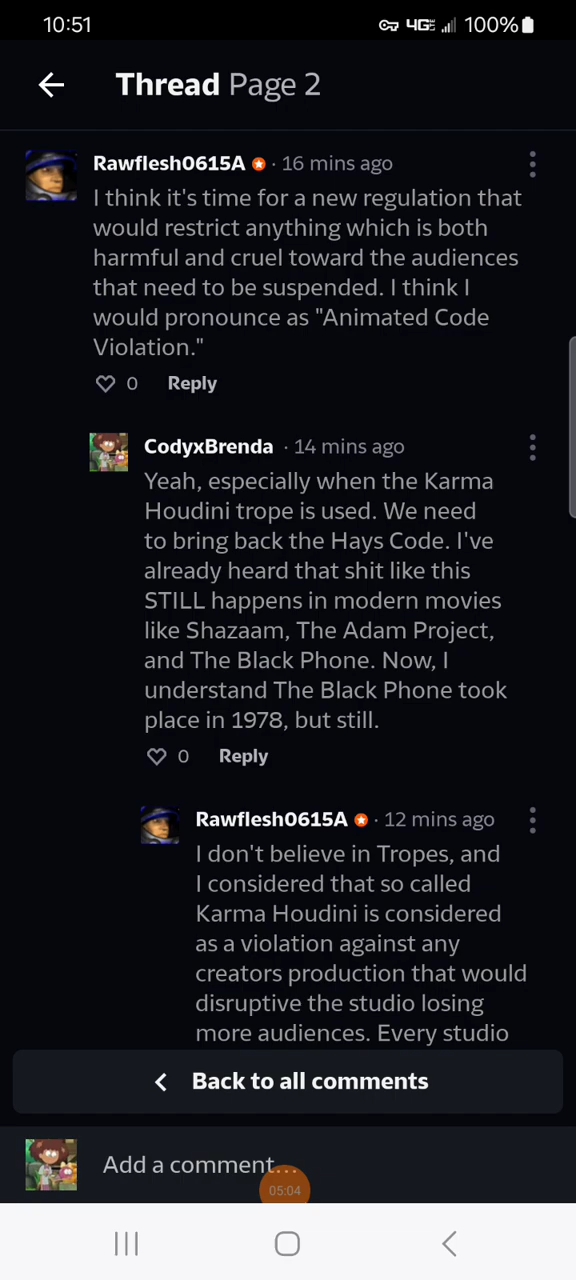 10:51
4G 100%
Thread Page 2
Rawflesh0615A · 16 mins ago
I think it's time for a new regulation that
would restrict anything which is both
harmful and cruel toward the audiences
that need to be suspended. I think I
would pronounce as "Animated Code
Violation."
0 Reply
CodyxBrenda · 14 mins ago
Yeah, especially when the Karma
Houdini trope is used. We need
to bring back the Hays Code. I've
already heard that shit like this
STILL happens in modern movies
like Shazaam, The Adam Project,
and The Black Phone. Now, I
understand The Black Phone took
place in 1978, but still.
0 Reply
Rawflesh0615A · 12 mins ago
I don't believe in Tropes, and
I considered that so called
Karma Houdini is considered
as a violation against any
creators production that would
disruptive the studio losing
more audiences. Every studio
Back to all comments
Add a comment...
05:04